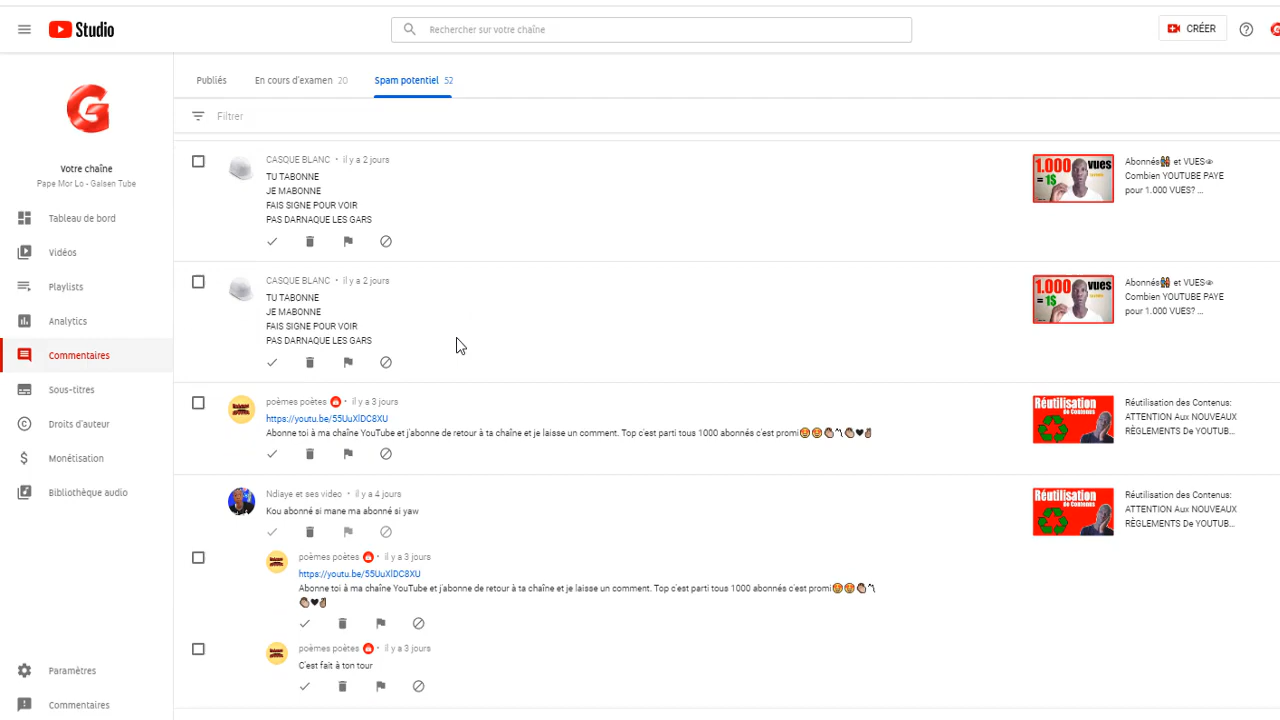 Studio
Rechercher sur votre chaîne
CRÉER
Votre chaîne
Pape Mor Lo - Gaisen Tube
Tableau de bord
Vidéos
Playlists
Analytics
Commentaires
Sous-titres
Droits d'auteur
Monétisation
Bibliothèque audio
Paramètres
Commentaires
Publiés
En cours d'examen 20
Spam potentiel 52
Filtrer
CASQUE BLANC • il y a 2 jours
TU TABONNE
JE MABONNE
FAIS SIGNE POUR VOIR
PAS DARNAQUE LES GARS
1.000 vues
= 1$
Abonnés et VUES
Combien YOUTUBE PAYE
pour 1.000 VUES? ...
CASQUE BLANC • il y a 2 jours
TU TABONNE
JE MABONNE
FAIS SIGNE POUR VOIR
PAS DARNAQUE LES GARS
1.000 vues
= 1$
Abonnés et VUES
Combien YOUTUBE PAYE
pour 1.000 VUES? ...
poèmes poètes • il y a 3 jours
https://youtu.be/55UuXlDC8XU
Abonne toi à ma chaîne YouTube et j'abonne de retour à ta chaîne et je laisse un comment. Top c'est parti tous 1000 abonnés c'est promi
Réutilisation
de Contenus
Réutilisation des Contenus:
ATTENTION Aux NOUVEAUX
RÈGLEMENTS De YOUTUB...
Ndiaye et ses video • il y a 4 jours
Kou abonné si mane ma abonné si yaw
Réutilisation
de Contenus
Réutilisation des Contenus:
ATTENTION Aux NOUVEAUX
RÈGLEMENTS De YOUTUB...
poèmes poètes • il y a 3 jours
https://youtu.be/55UuXlDC8XU
Abonne toi à ma chaîne YouTube et j'abonne de retour à ta chaîne et je laisse un comment. Top c'est parti tous 1000 abonnés c'est promi
poèmes poètes • il y a 3 jours
C'est fait à ton tour